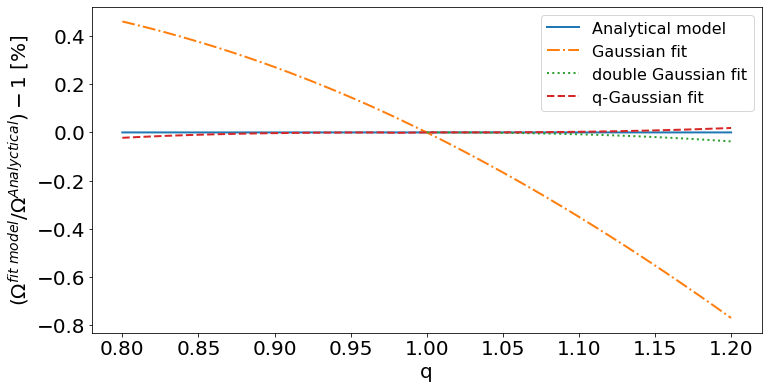 (Ω^{fit model}/Ω^{Analyctical}) − 1 [%]
0.4
0.2
0.0
−0.2
−0.4
−0.6
−0.8
Analytical model
Gaussian fit
double Gaussian fit
q-Gaussian fit
0.80 0.85 0.90 0.95 1.00 1.05 1.10 1.15 1.20
q